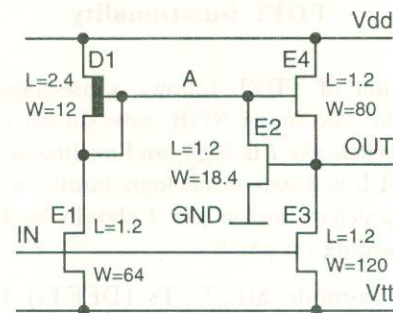 TDFL functionality
Vdd
D1
E4
L=2.4
A
L=1.2
W=12
W=80
E2
L=1.2
OUT
W=18.4
E1
GND
E3
IN
L=1.2
L=1.2
W=64
W=120
Vtt